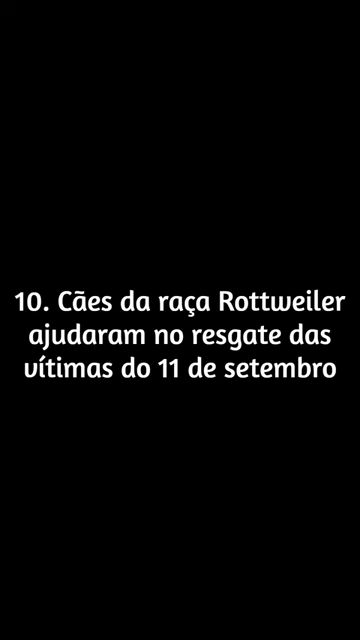 10. Cães da raça Rottweiler
ajudaram no resgate das
vítimas do 11 de setembro